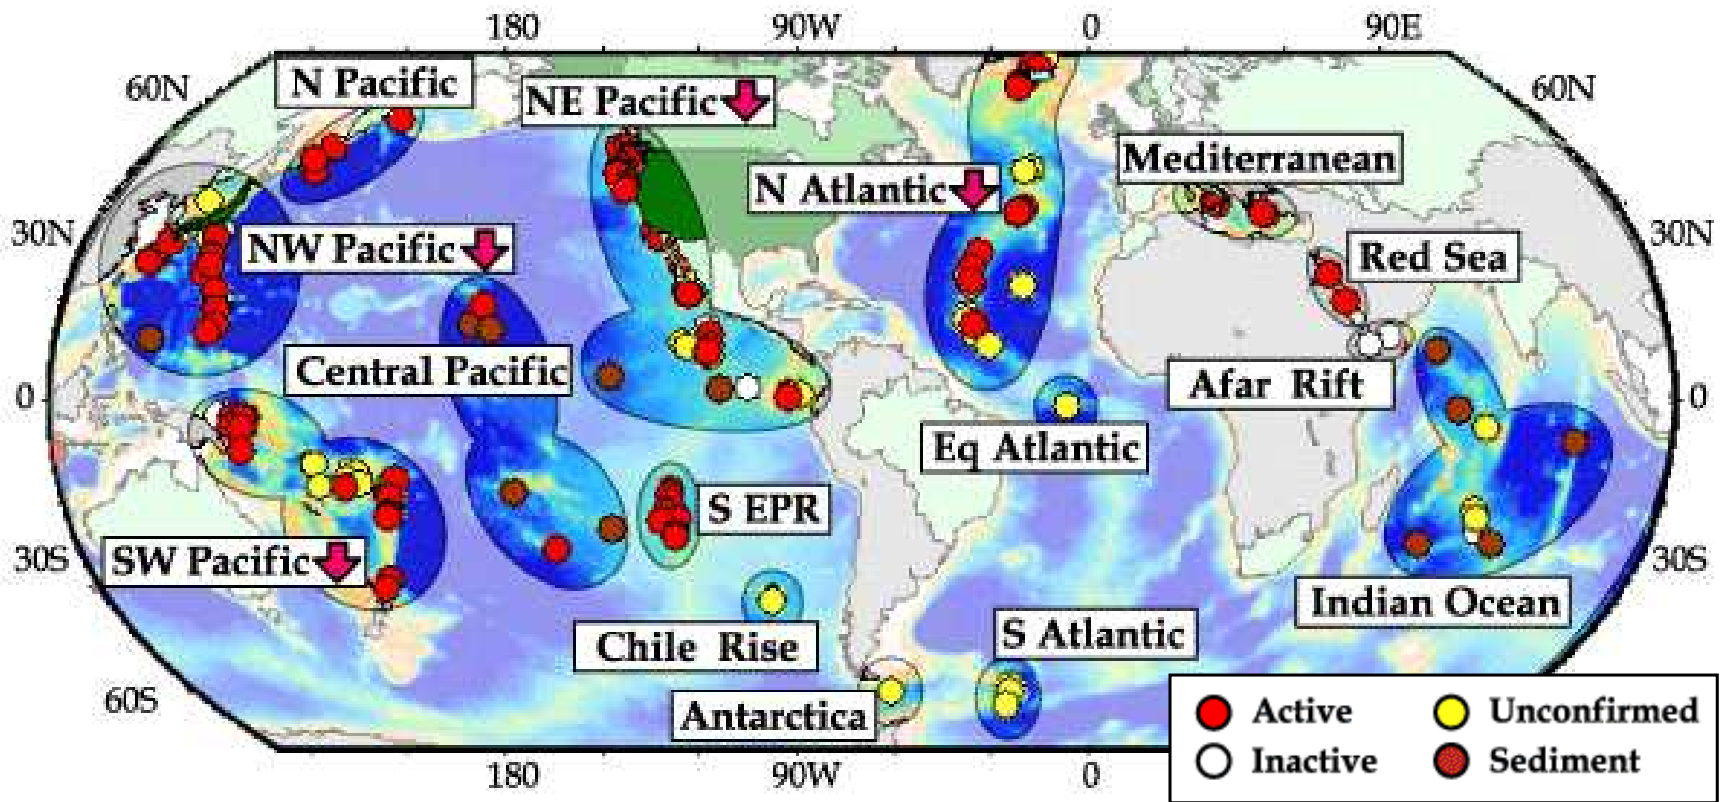 180 90W 0 90E
60N
N Pacific
NE Pacific
60N
Mediterranean
N Atlantic
30N
NW Pacific
Red Sea
30N
Central Pacific
Afar Rift
0
0
Eq Atlantic
S EPR
SW Pacific
30S
30S
Indian Ocean
Chile Rise
S Atlantic
60S
Antarctica
Active
Unconfirmed
Inactive
Sediment
180 90W 0